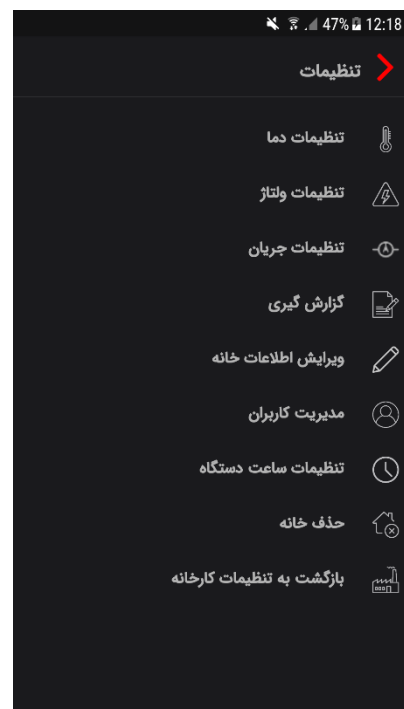 47% 12:18
تنظیمات
تنظیمات دما
تنظیمات ولتاژ
تنظیمات جریان
گزارش گیری
ویرایش اطلاعات خانه
مدیریت کاربران
تنظیمات ساعت دستگاه
حذف خانه
بازگشت به تنظیمات کارخانه